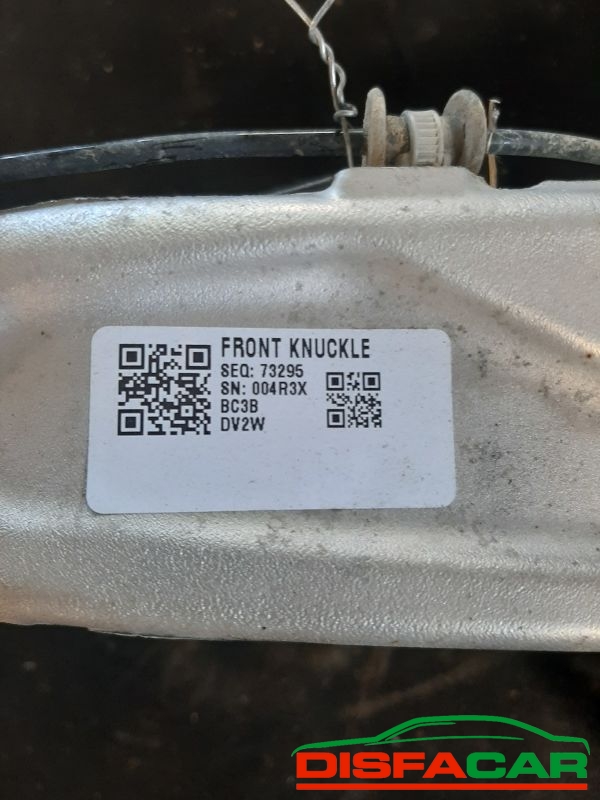 FRONT KNUCKLE
SEQ: 73295
SN: 004R3X
BC3B
DV2W
DISFACAR